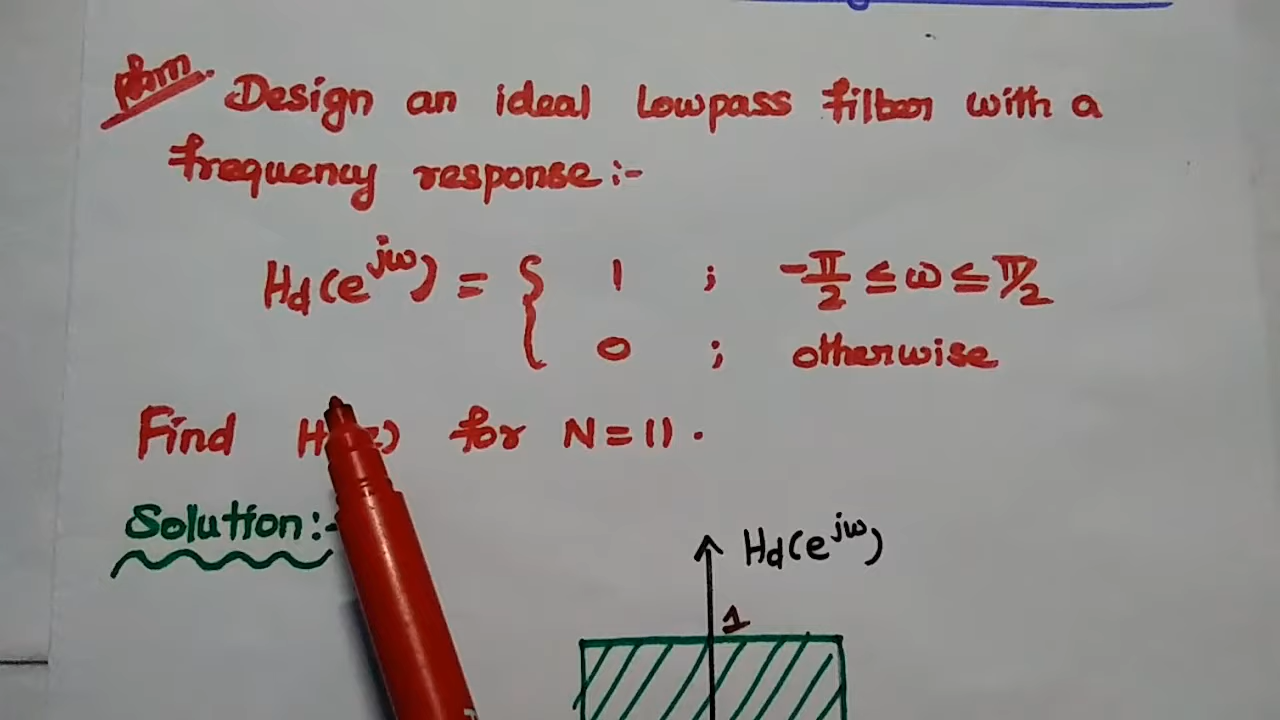 pbm. Design an ideal Lowpass filter with a
frequency response:-
Hd(e^jω) = { 1 ; -π/2 ≤ ω ≤ π/2
0 ; otherwise
Find for N=11.
Solution:-
Hd(e^jω)
1